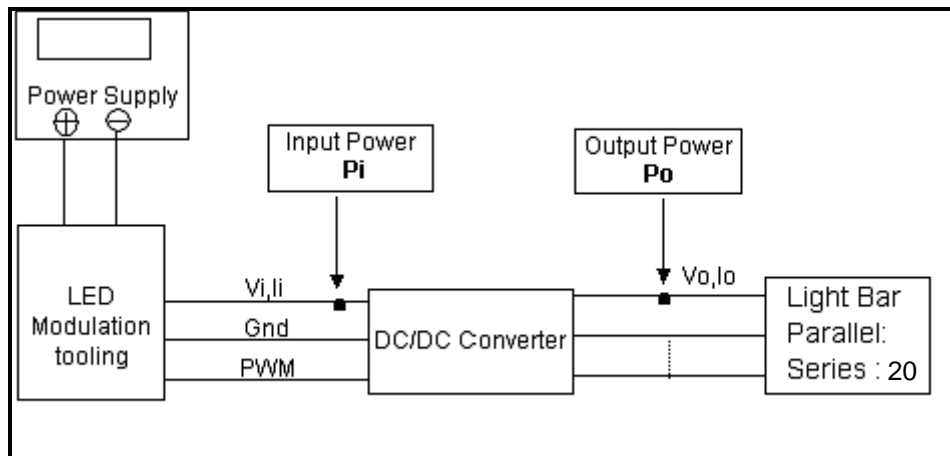 Power Supply
Input Power
Pi
Output Power
Po
LED
Modulation
tooling
Vi,Ii
Gnd
PWM
DC/DC Converter
Vo,Io
Light Bar
Parallel:
Series : 20